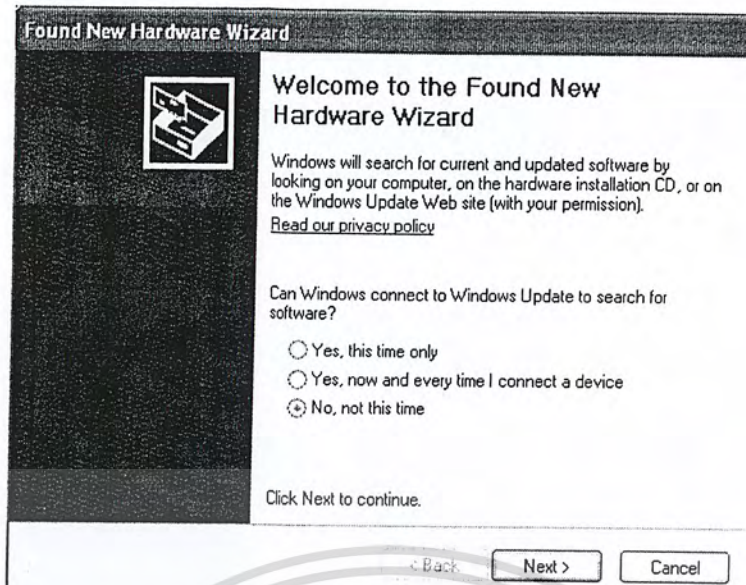 Found New Hardware Wizard
Welcome to the Found New
Hardware Wizard
Windows will search for current and updated software by
looking on your computer, on the hardware installation CD, or on
the Windows Update Web site (with your permission).
Read our privacy policy
Can Windows connect to Windows Update to search for
software?
Yes, this time only
Yes, now and every time I connect a device
No, not this time
Click Next to continue.
< Back
Next >
Cancel